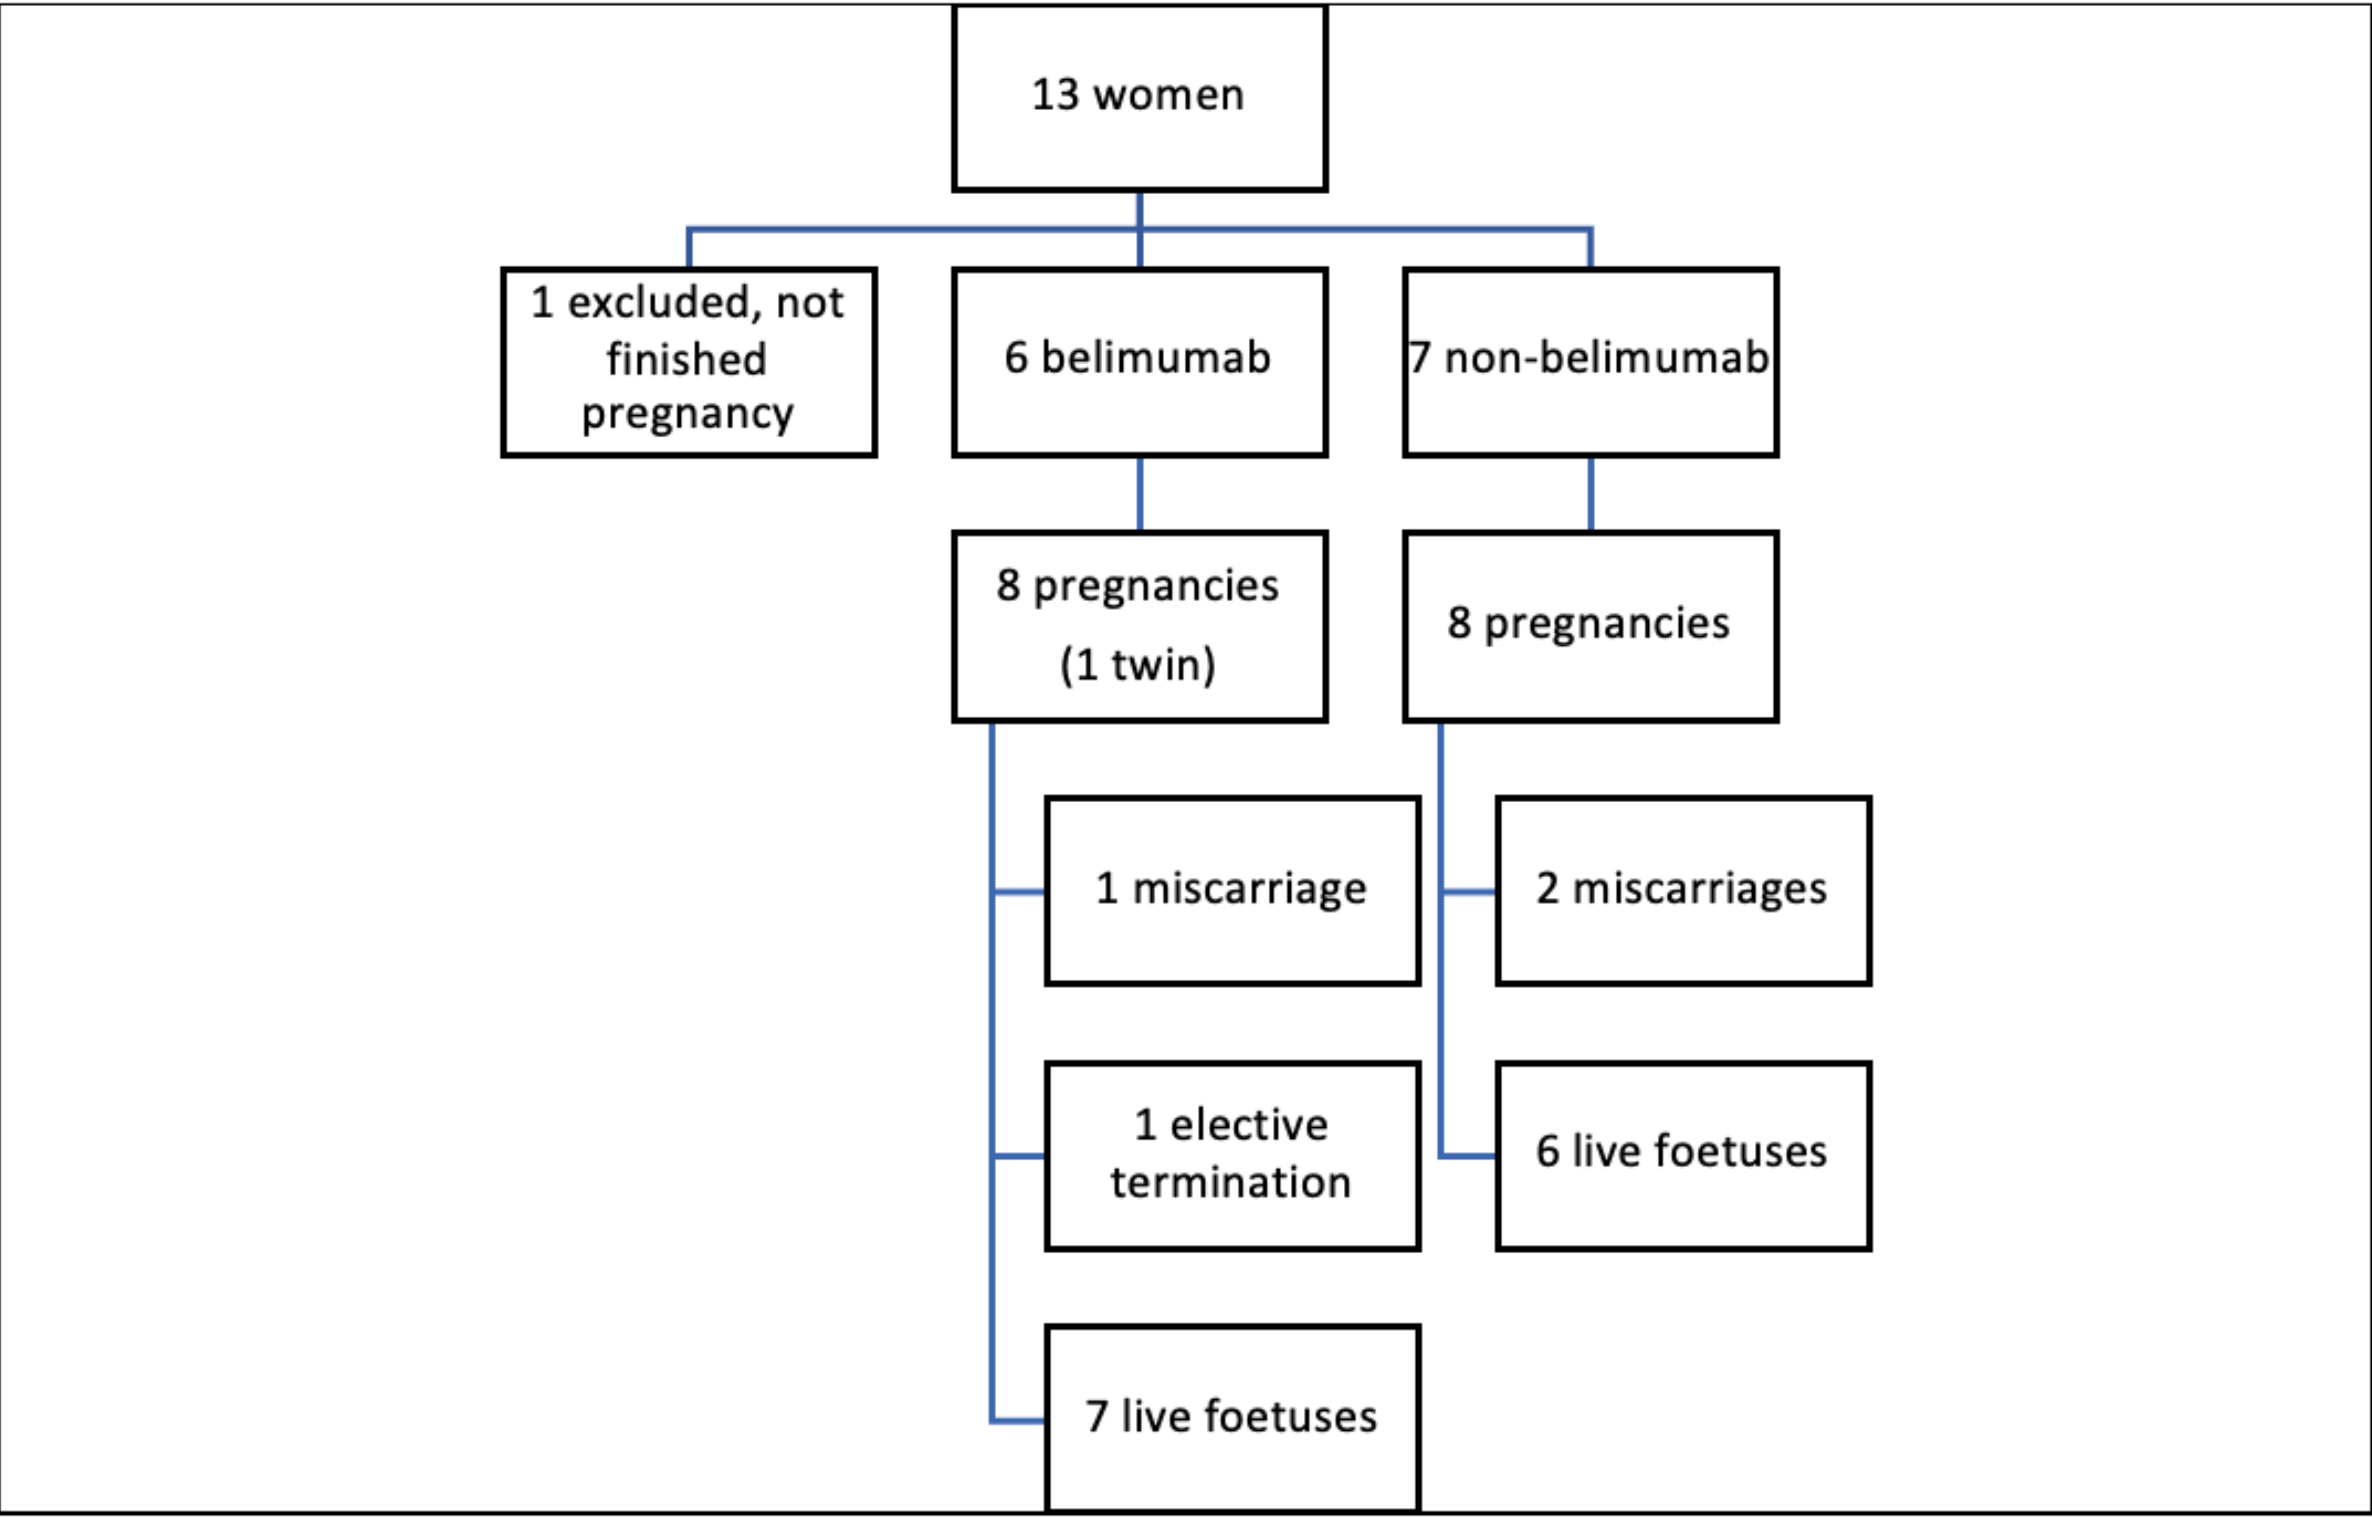 13 women
1 excluded, not
finished
pregnancy
6 belimumab
7 non-belimumab
8 pregnancies
(1 twin)
8 pregnancies
1 miscarriage
2 miscarriages
1 elective
termination
6 live foetuses
7 live foetuses